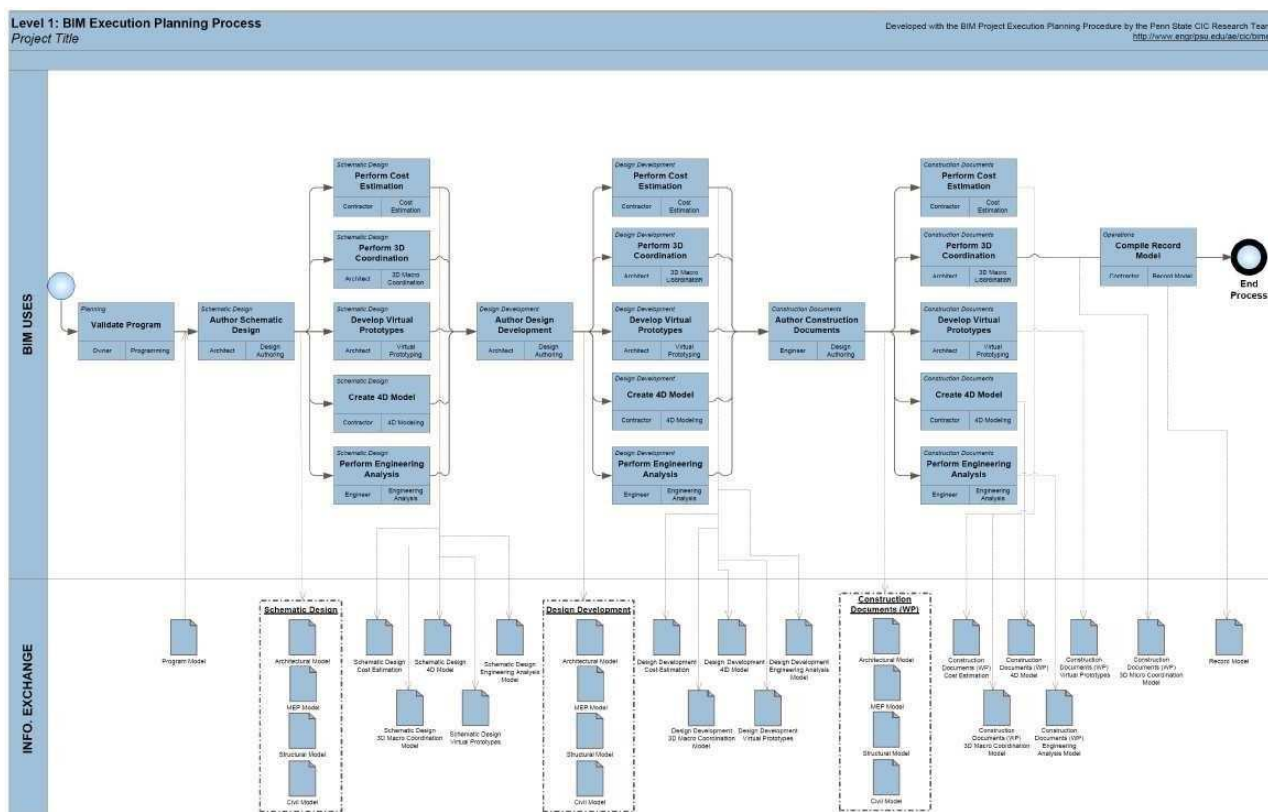 Level 1: BIM Execution Planning Process
Project Title
Developed with the BIM Project Execution Planning Procedure by the Penn State CIC Research Team
http://www.engr/psu.edu/ae/cic/bime
BIM USES
Planning
Validate Program
Owner
Programming
Schematic Design
Author Schematic
Design
Architect
Design
Authoring
Schematic Design
Perform Cost
Estimation
Contractor
Cost
Estimation
Schematic Design
Perform 3D
Coordination
Architect
3D Macro
Coordination
Schematic Design
Develop Virtual
Prototypes
Architect
Virtual
Prototyping
Schematic Design
Create 4D Model
Contractor
4D Modeling
Schematic Design
Perform Engineering
Analysis
Engineer
Engineering
Analysis
Design Development
Author Design
Development
Architect
Design
Authoring
Design Development
Perform Cost
Estimation
Contractor
Cost
Estimation
Design Development
Perform 3D
Coordination
Architect
3D Macro
Coordination
Design Development
Develop Virtual
Prototypes
Architect
Virtual
Prototyping
Design Development
Create 4D Model
Contractor
4D Modeling
Design Development
Perform Engineering
Analysis
Engineer
Engineering
Analysis
Construction Documents
Author Construction
Documents
Engineer
Design
Authoring
Construction Documents
Perform Cost
Estimation
Contractor
Cost
Estimation
Construction Documents
Perform 3D
Coordination
Architect
3D Macro
Coordination
Construction Documents
Develop Virtual
Prototypes
Architect
Virtual
Prototyping
Construction Documents
Create 4D Model
Contractor
4D Modeling
Construction Documents
Perform Engineering
Analysis
Engineer
Engineering
Analysis
Operations
Compile Record
Model
Contractor
Record Model
End
Process
INFO. EXCHANGE
Program Model
Schematic Design
Architectural Model
MEP Model
Structural Model
Civil Model
Schematic Design
Cost Estimation
Schematic Design
3D Macro Coordination
Model
Schematic Design
4D Model
Schematic Design
Virtual Prototypes
Schematic Design
Engineering Analysis
Model
Design Development
Architectural Model
MEP Model
Structural Model
Civil Model
Design Development
Cost Estimation
Design Development
3D Macro Coordination
Model
Design Development
4D Model
Design Development
Virtual Prototypes
Design Development
Engineering Analysis Model
Construction
Documents (WP)
Architectural Model
MEP Model
Structural Model
Civil Model
Construction
Documents (WP)
Cost Estimation
Construction
Documents (WP)
3D Macro Coordination
Model
Construction
Documents (WP)
4D Model
Construction
Documents (WP)
Engineering
Analysis Model
Construction
Documents (WP)
Virtual Prototypes
Construction
Documents (WP)
3D Micro Coordination
Model
Record Model